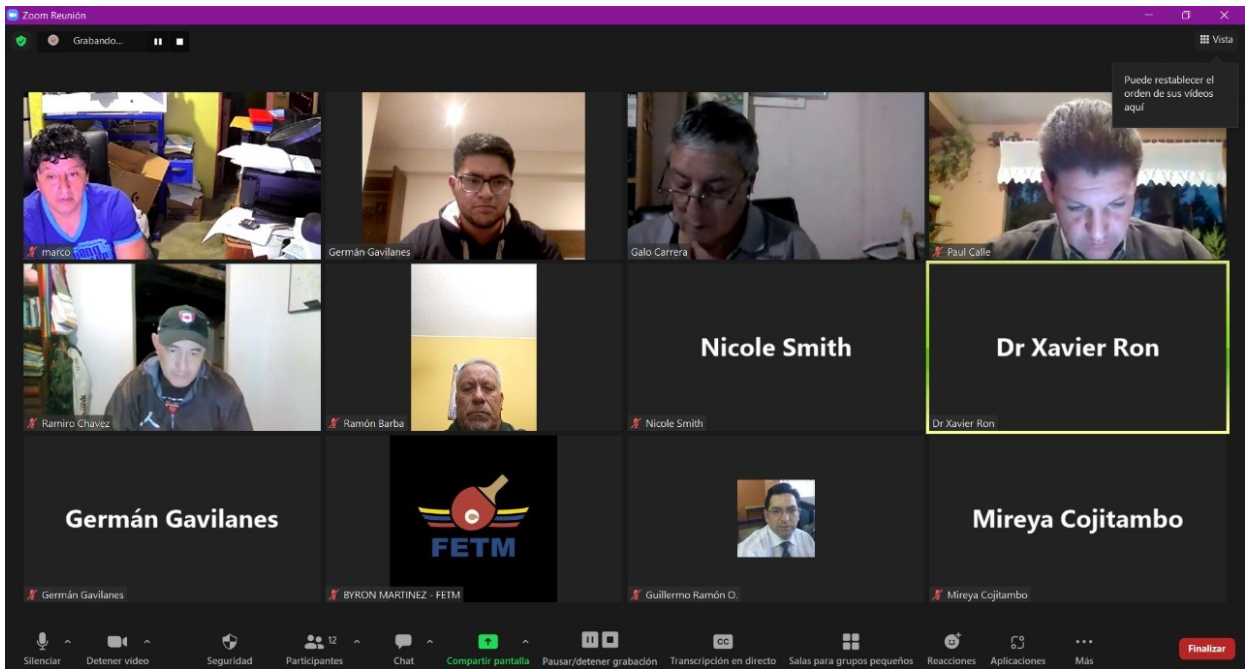 Zoom Reunión
Grabando...
Vista
Puede restablecer el
orden de sus vídeos
aquí
marco
Germán Gavilanes
Galo Carrera
Paul Calle
Ramiro Chavez
Ramón Barba
Nicole Smith
Nicole Smith
Dr Xavier Ron
Dr Xavier Ron
Germán Gavilanes
Germán Gavilanes
FETM
BYRON MARTINEZ - FETM
Guillermo Ramón O.
Mireya Cojitambo
Mireya Cojitambo
Silenciar
Detener video
Seguridad
12
Participantes
Chat
Compartir pantalla
Pausar/detener grabación
CC
Transcripción en directo
Salas para grupos pequeños
Reacciones
Aplicaciones
Más
Finalizar